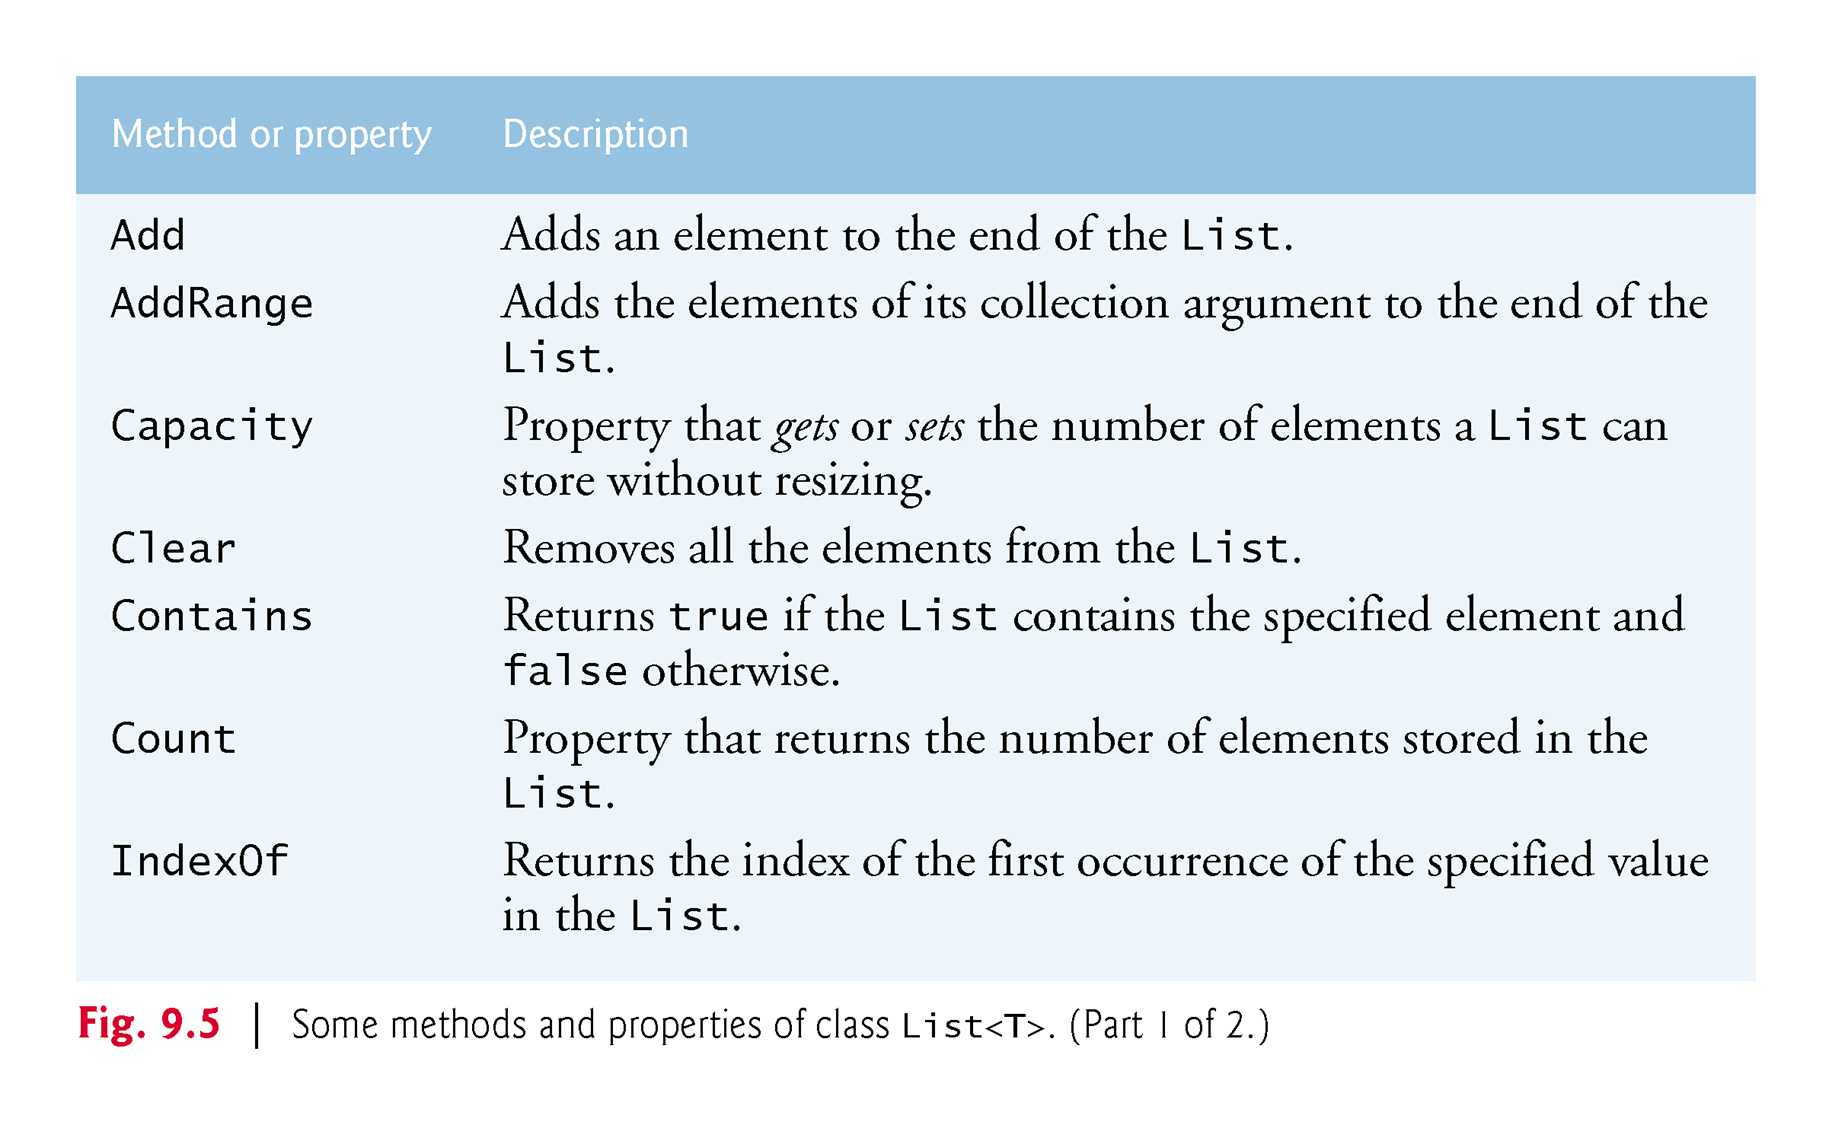 Method or property Description
Add Adds an element to the end of the List.
AddRange Adds the elements of its collection argument to the end of the
List.
Capacity Property that gets or sets the number of elements a List can
store without resizing.
Clear Removes all the elements from the List.
Contains Returns true if the List contains the specified element and
false otherwise.
Count Property that returns the number of elements stored in the
List.
IndexOf Returns the index of the first occurrence of the specified value
in the List.
Fig. 9.5 | Some methods and properties of class List<T>. (Part 1 of 2.)